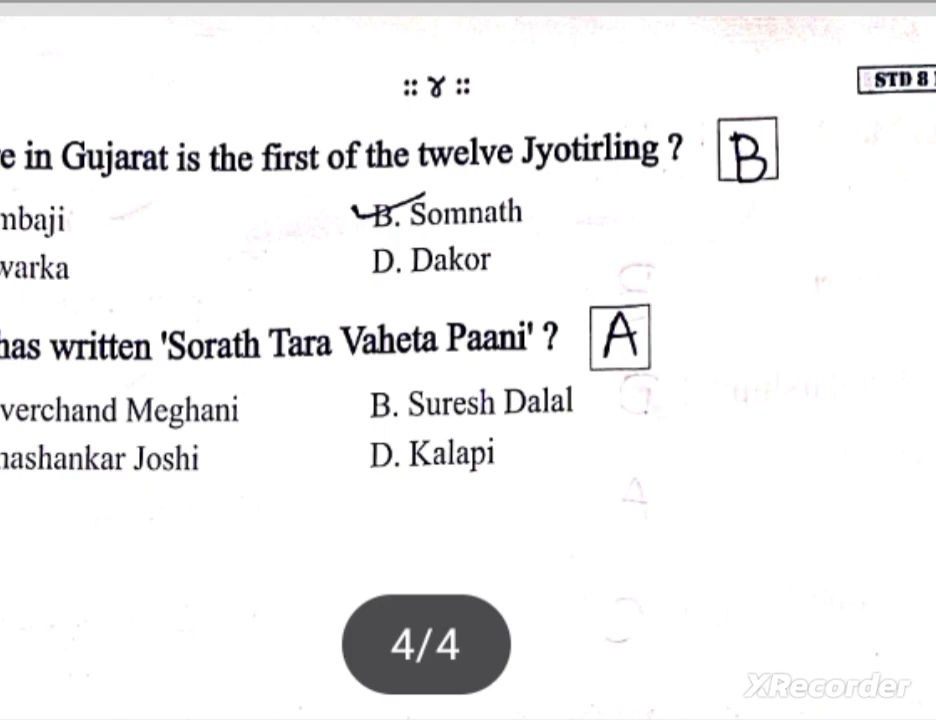 :: ४ ::
STD 8
e in Gujarat is the first of the twelve Jyotirling ? B
mbaji B. Somnath
warka D. Dakor
has written 'Sorath Tara Vaheta Paani' ? A
verchand Meghani B. Suresh Dalal
nashankar Joshi D. Kalapi
4/4
XRecorder